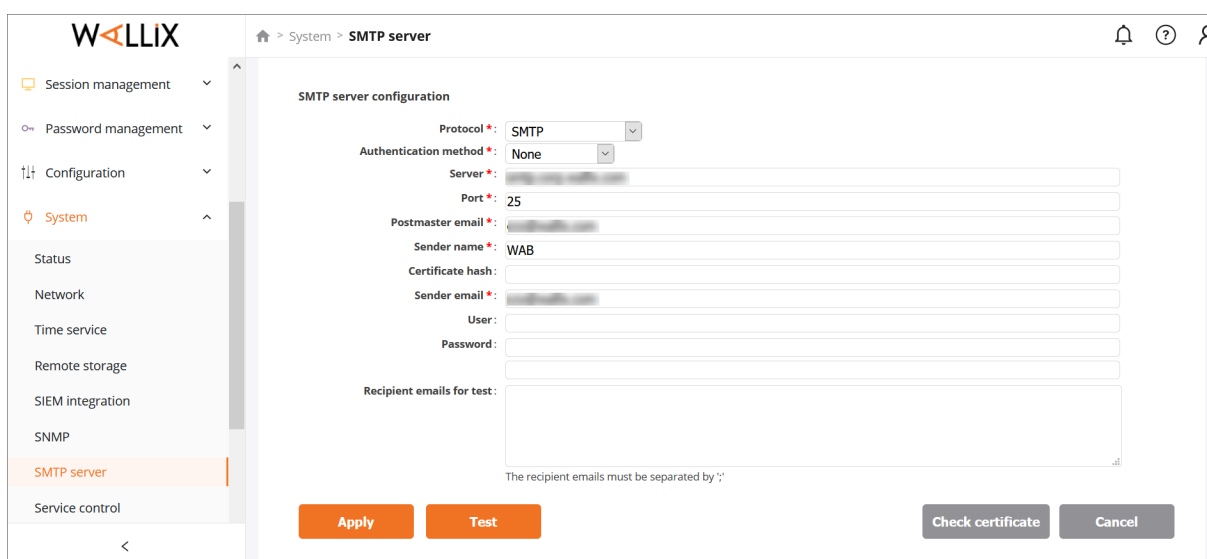 WALLIX
System > SMTP server
Session management
Password management
Configuration
System
Status
Network
Time service
Remote storage
SIEM integration
SNMP
SMTP server
Service control
<
SMTP server configuration
Protocol *: SMTP
Authentication method *: None
Server *:
Port *: 25
Postmaster email *:
Sender name *: WAB
Certificate hash:
Sender email *:
User:
Password:
Recipient emails for test:
The recipient emails must be separated by ';'
Apply Test Check certificate Cancel